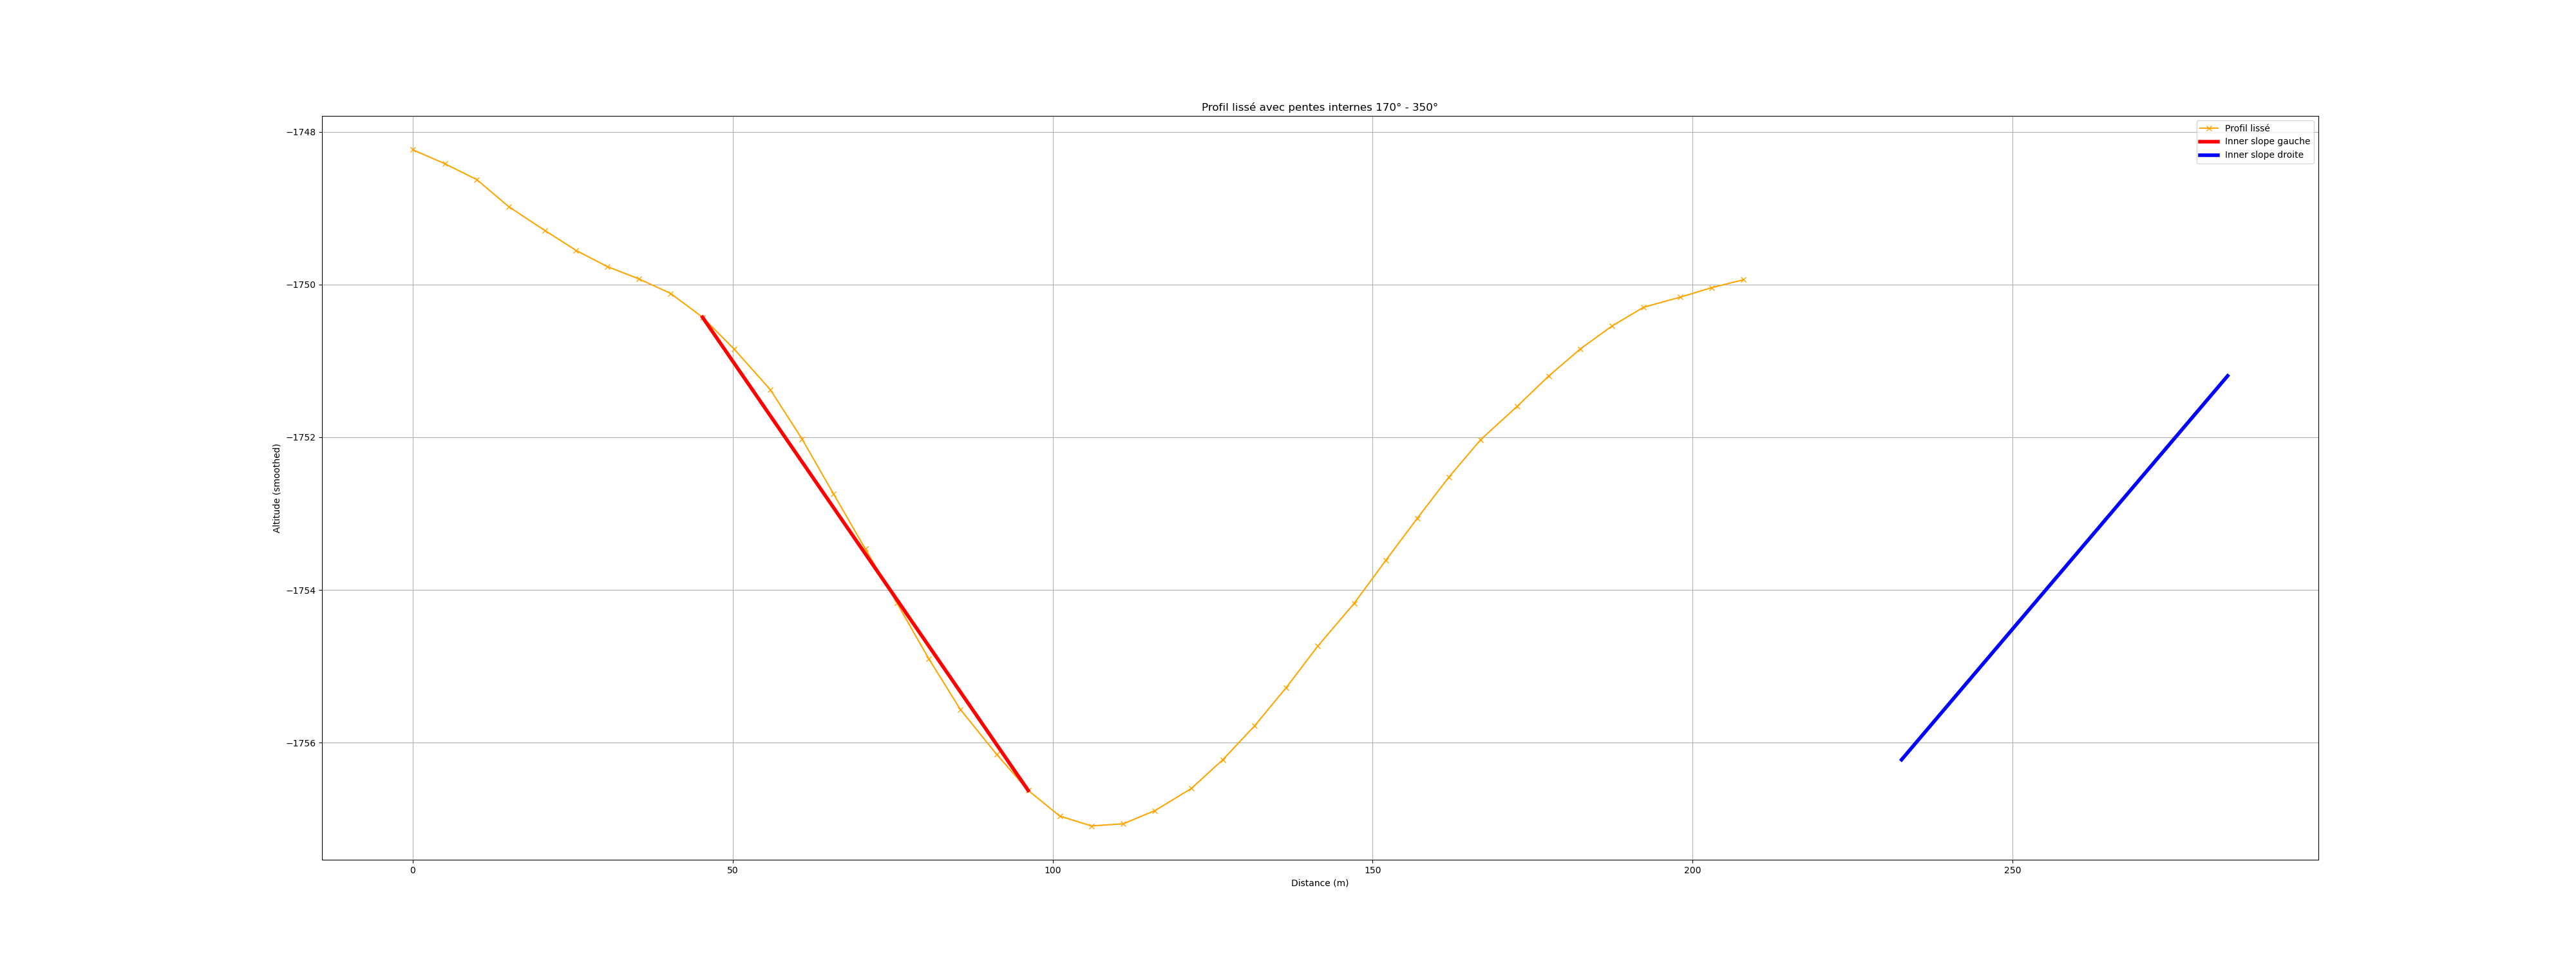 Profil lissé avec pentes internes 170° - 350°
Profil lissé
Inner slope gauche
Inner slope droite
Altitude (smoothed)
−1748
−1750
−1752
−1754
−1756
0 50 100 150 200 250
Distance (m)